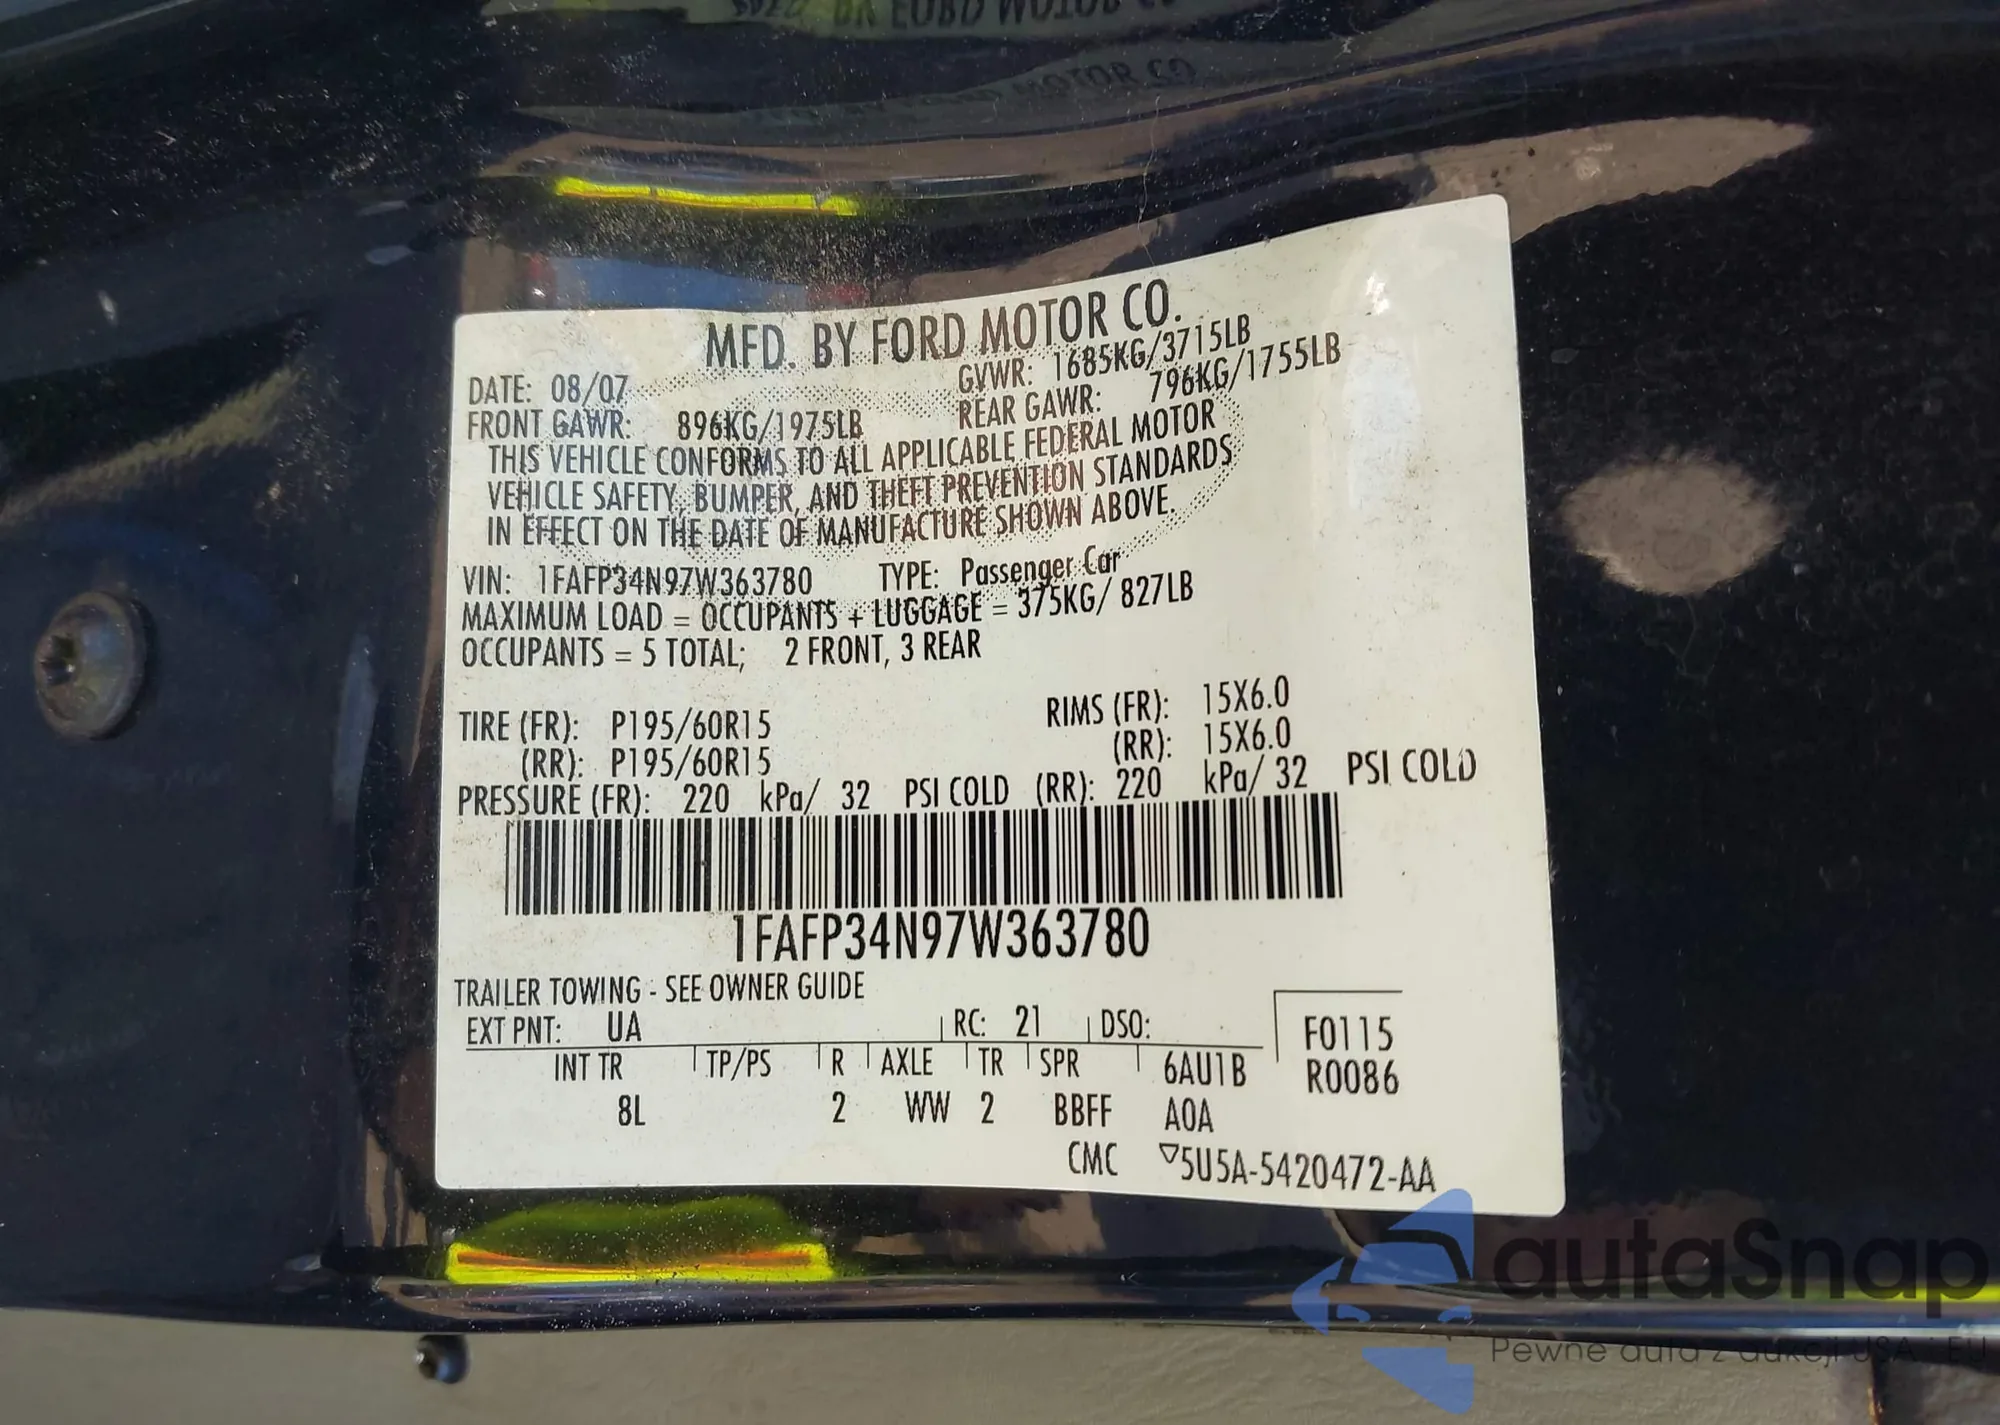 MFD. BY FORD MOTOR CO.
DATE: 08/07 GVWR: 1685KG/3715LB
FRONT GAWR: 896KG/1975LB REAR GAWR: 796KG/1755LB
THIS VEHICLE CONFORMS TO ALL APPLICABLE FEDERAL MOTOR
VEHICLE SAFETY, BUMPER, AND THEFT PREVENTION STANDARDS
IN EFFECT ON THE DATE OF MANUFACTURE SHOWN ABOVE.
VIN: 1FAFP34N97W363780 TYPE: Passenger Car
MAXIMUM LOAD = OCCUPANTS + LUGGAGE = 375KG/ 827LB
OCCUPANTS = 5 TOTAL; 2 FRONT, 3 REAR
TIRE (FR): P195/60R15 RIMS (FR): 15X6.0
(RR): P195/60R15 (RR): 15X6.0
PRESSURE (FR): 220 kPa/ 32 PSI COLD (RR): 220 kPa/ 32 PSI COLD
1FAFP34N97W363780
TRAILER TOWING - SEE OWNER GUIDE
EXT PNT: UA RC: 21 DSO: F0115
INT TR TP/PS R AXLE TR SPR 6AU1B R0086
8L 2 WW 2 BBFF A0A
CMC ▽5U5A-5420472-AA
autaSnap
Pewne auta z aukcji USA i EU